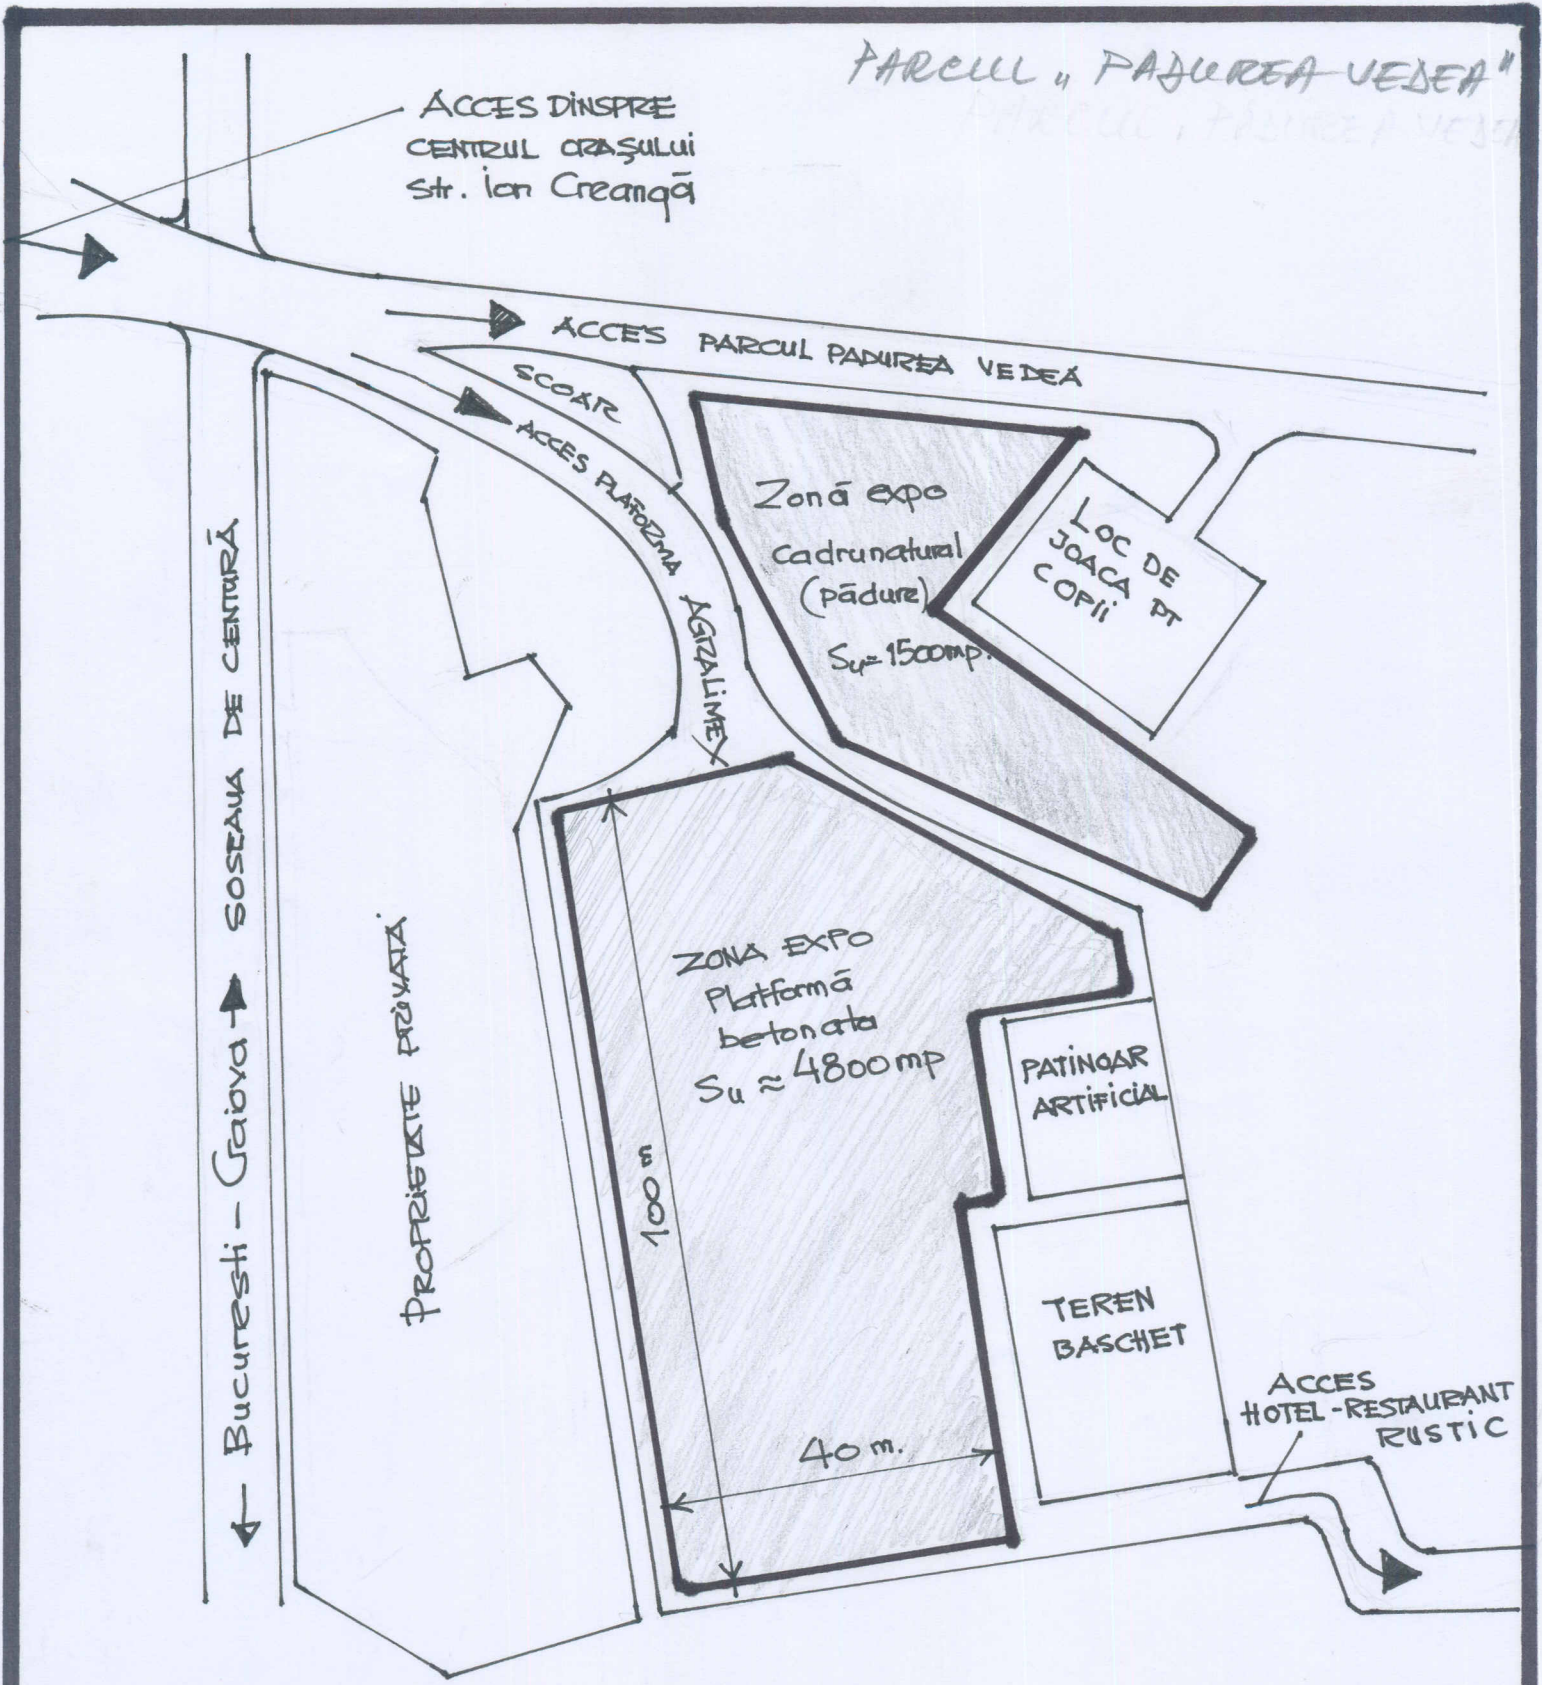 PARCUL „PADUREA VEDEA"
ACCES DINSPRE
CENTRUL ORAŞULUI
Str. Ion Creangă
ACCES PARCUL PADUREA VEDEA
SCOAR
ACCES PLATFORMA AGRALIMEX
Zonă expo
Cadru natural
(pădure)
Su=1500mp.
LOC DE
JOACA PT
COPII
SOSEAUA DE CENTURĂ
← Bucuresti - Craiova →
PROPRIETATE PRIVATĂ
ZONA EXPO
Platformă
betonata
Su ≈ 4800mp
100 m
40 m.
PATINOAR
ARTIFICIAL
TEREN
BASCHET
ACCES
HOTEL-RESTAURANT
RUSTIC